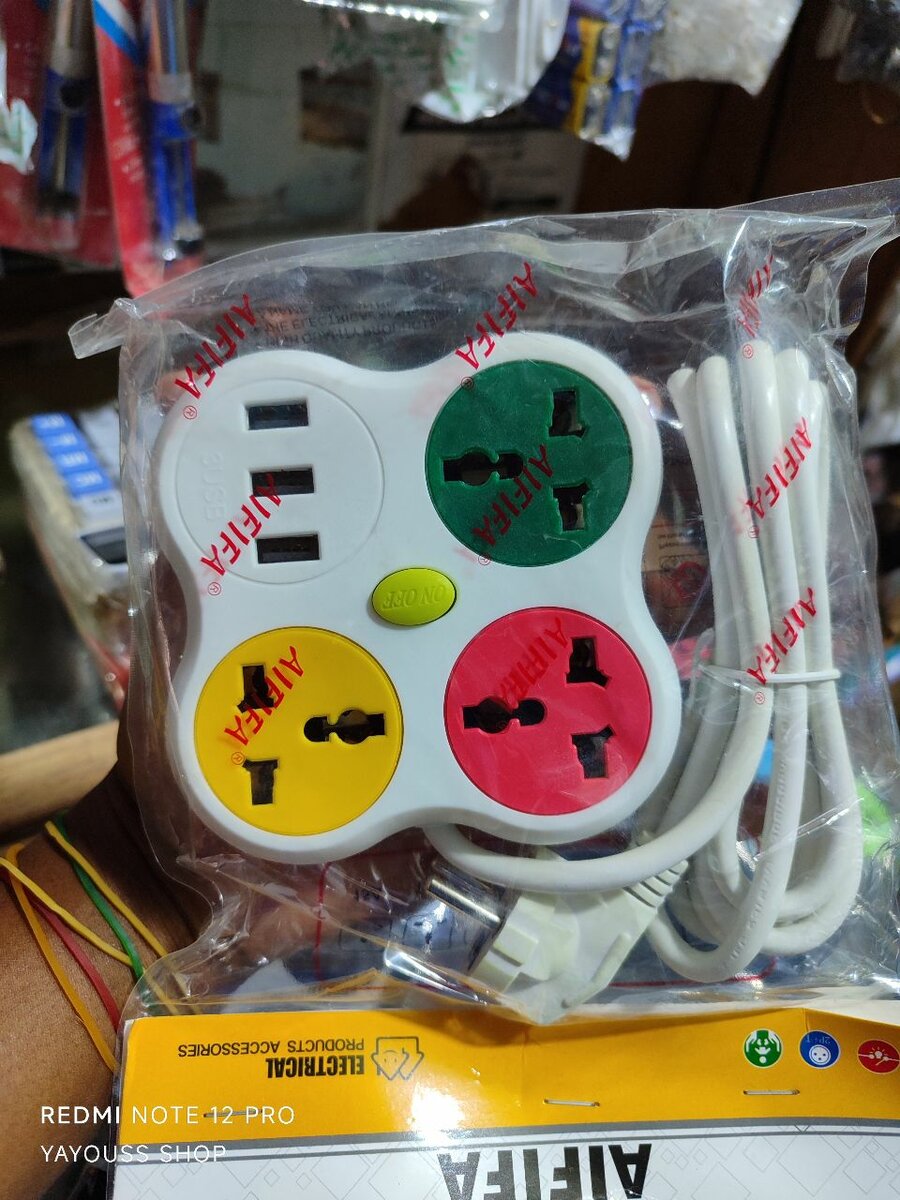 AIFIFA®
AIFIFA®
AIFIFA®
AIFIFA®
AIFIFA®
AIFIFA®
AIFIFA®
AIFIFA
3USB
ON OFF
ELECTRICAL
PRODUCTS ACCESSORIES
AIFIFA
REDMI NOTE 12 PRO
YAYOUSS SHOP